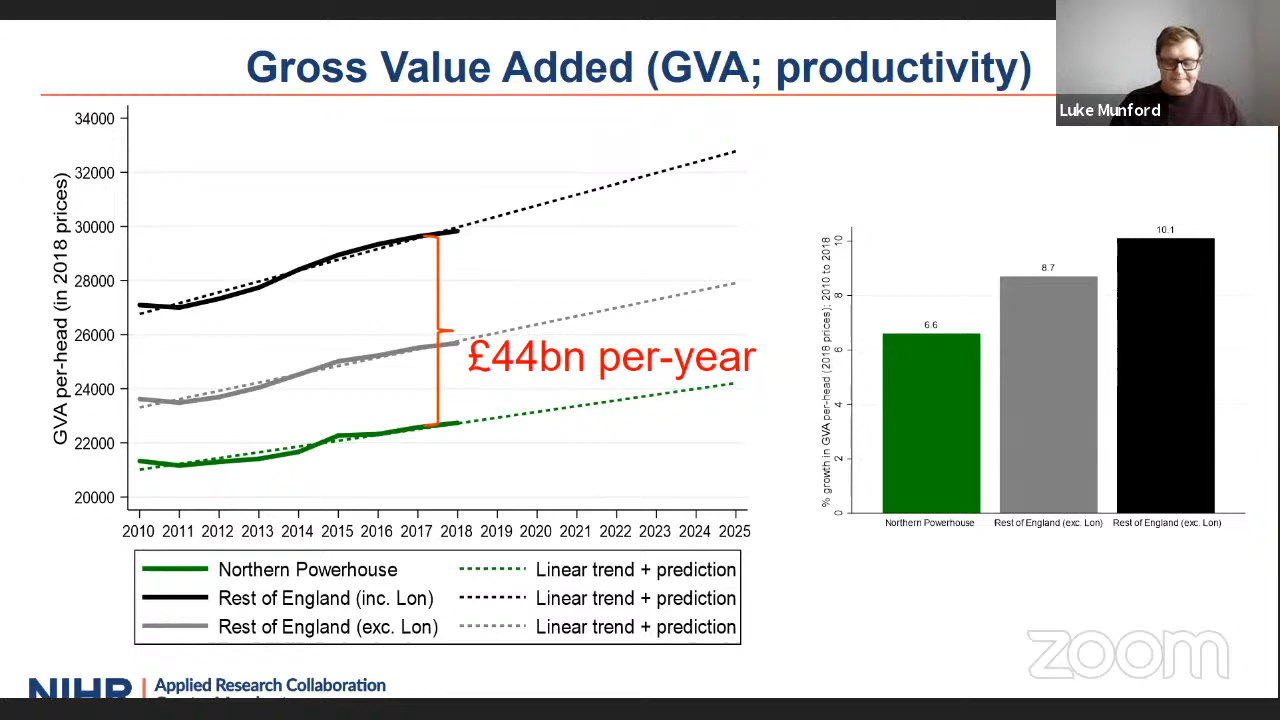 Gross Value Added (GVA; productivity)
Luke Munford
GVA per-head (in 2018 prices)
34000
32000
30000
28000
26000
24000
22000
20000
£44bn per-year
2010 2011 2012 2013 2014 2015 2016 2017 2018 2019 2020 2021 2022 2023 2024 2025
Northern Powerhouse Linear trend + prediction
Rest of England (inc. Lon) Linear trend + prediction
Rest of England (exc. Lon) Linear trend + prediction
% growth in GVA per-head (2018 prices); 2010 to 2018
10
8
6
4
2
0
6.6
8.7
10.1
Northern Powerhouse Rest of England (exc. Lon) Rest of England (exc. Lon)
zoom
NIHR Applied Research Collaboration